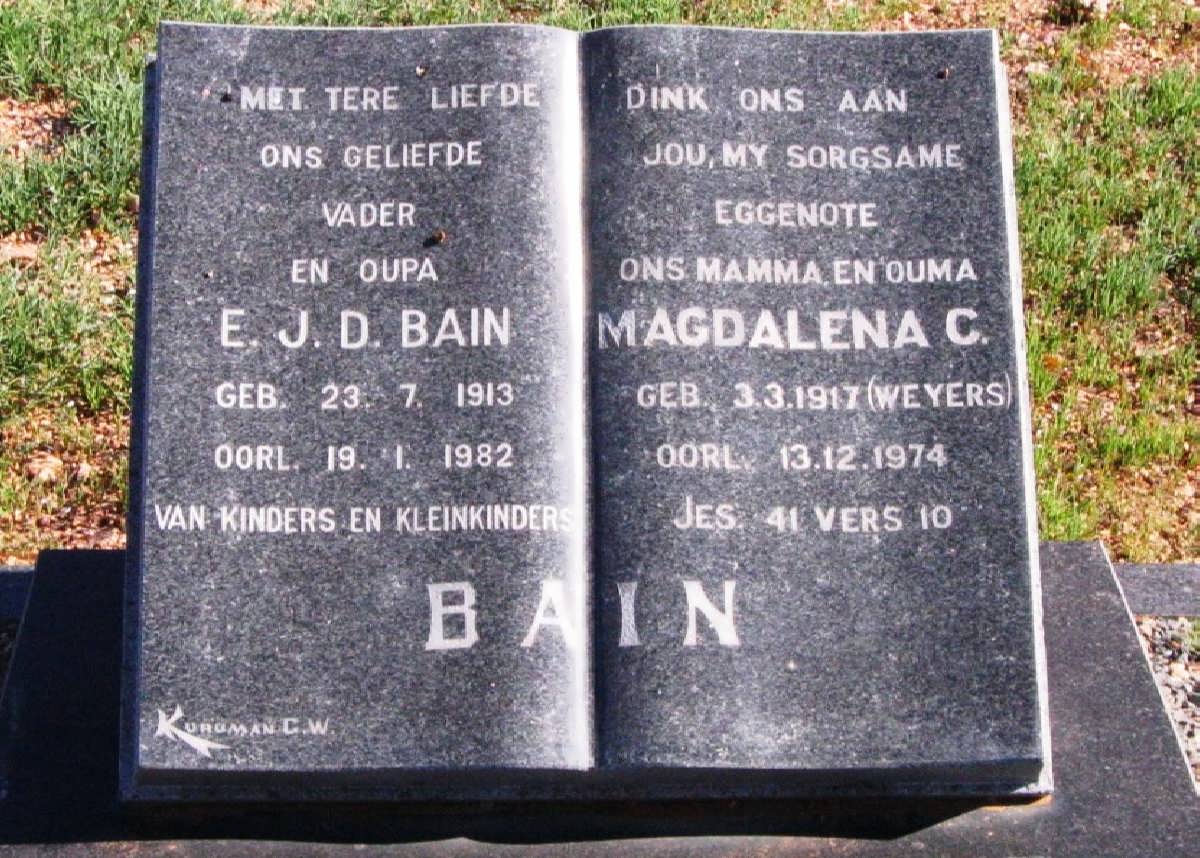 MET TERE LIEFDE
ONS GELIEFDE
VADER
EN OUPA
E. J. D. BAIN
GEB. 23. 7. 1913
OORL. 19. 1. 1982
VAN KINDERS EN KLEINKINDERS
DINK ONS AAN
JOU, MY SORGSAME
EGGENOTE
ONS MAMMA EN OUMA
MAGDALENA C.
GEB. 3.3.1917 (WEYERS)
OORL. 13.12.1974
JES. 41 VERS 10
BAIN
KURUMAN G.W